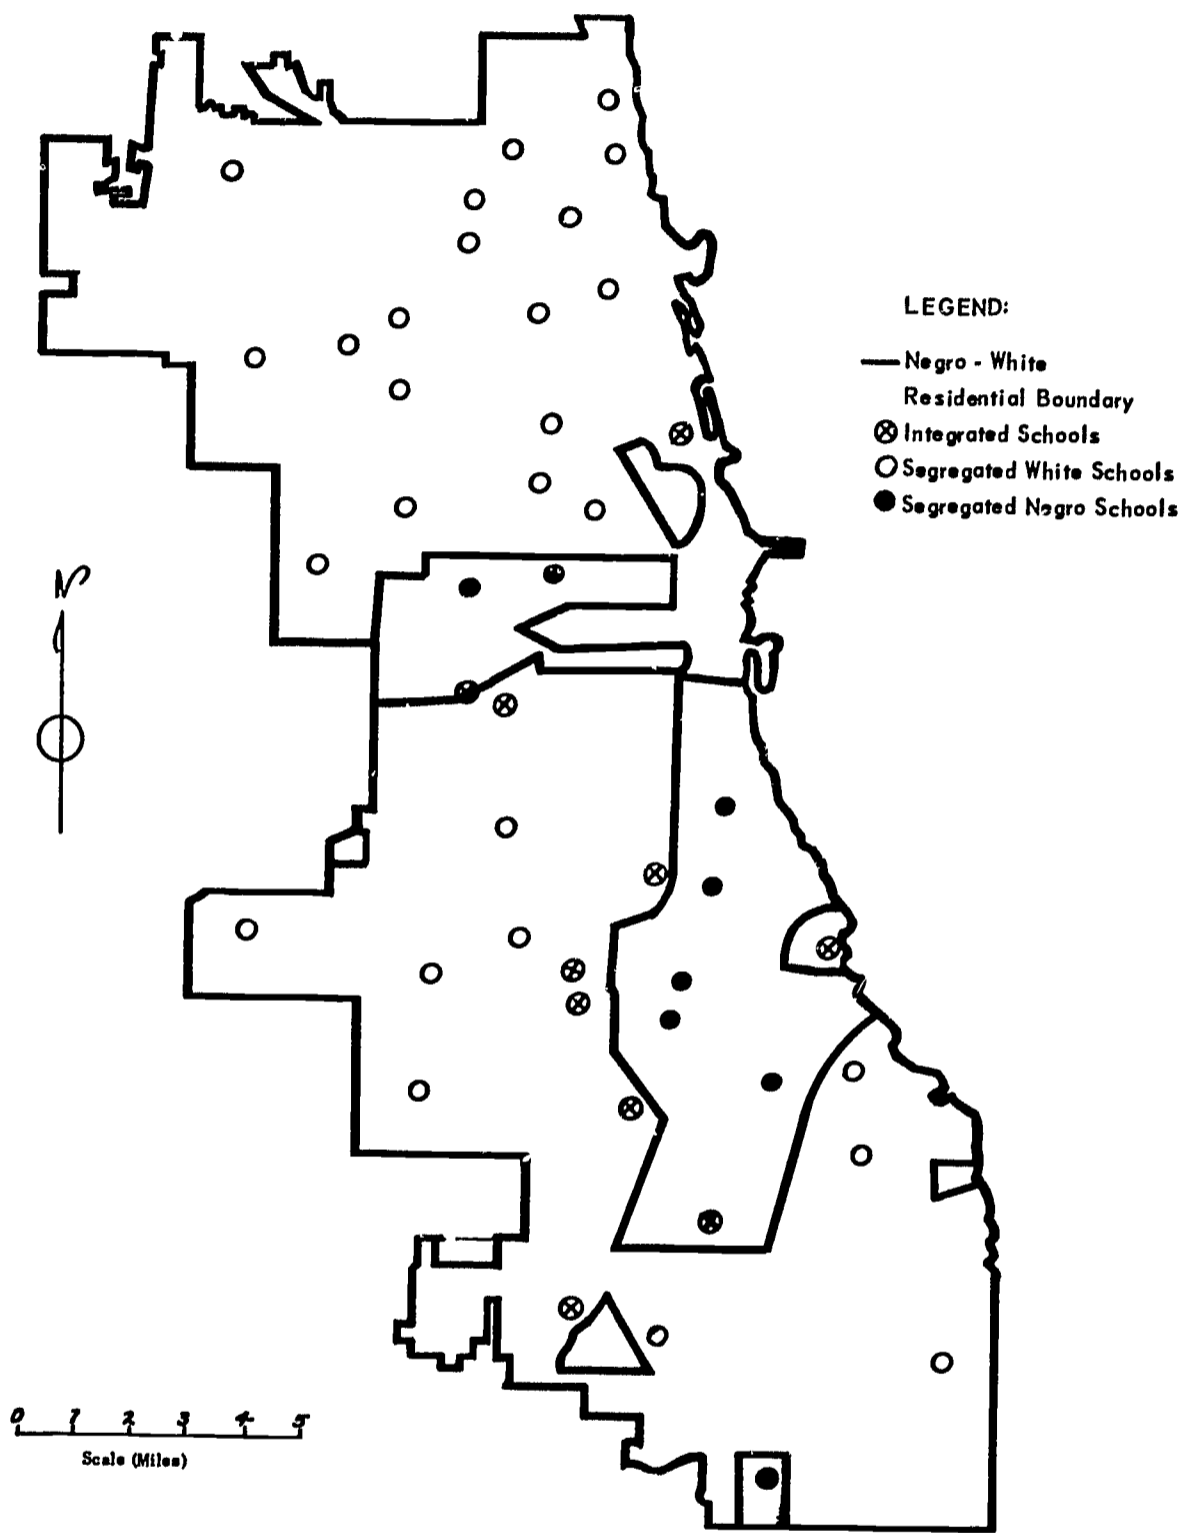 LEGEND:
Negro - White
Residential Boundary
Integrated Schools
Segregated White Schools
Segregated Negro Schools
N
0 1 2 3 4 5
Scale (Miles)